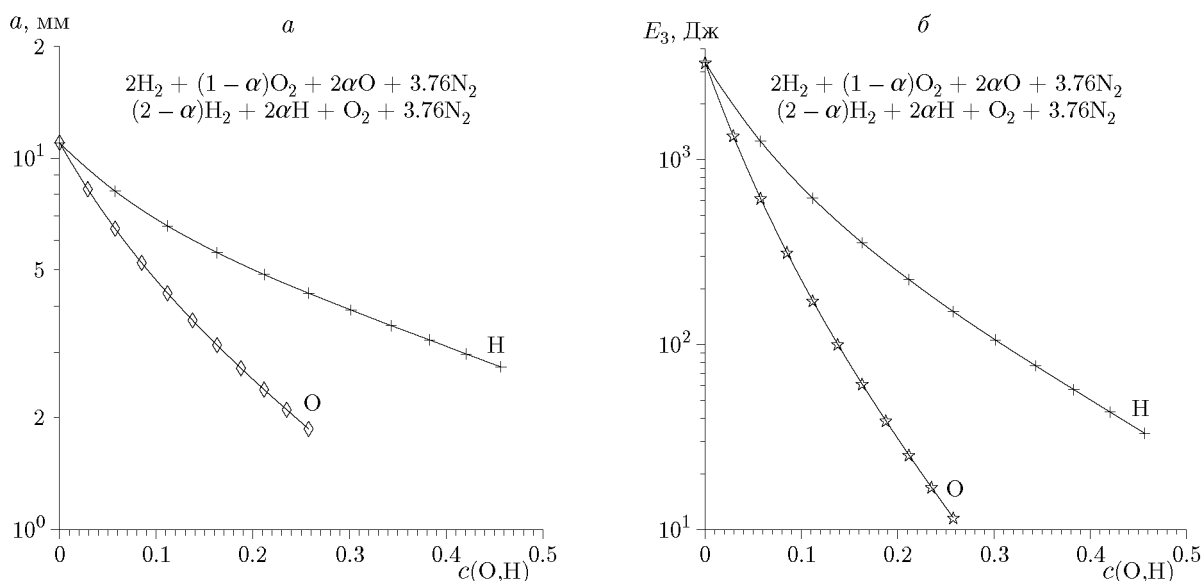 a, мм
а
2H₂ + (1 − α)O₂ + 2αO + 3.76N₂
(2 − α)H₂ + 2αH + O₂ + 3.76N₂
2
10¹
5
2
10⁰
H
O
0
0.1
0.2
0.3
0.4
0.5
c(O,H)
E₃, Дж
б
2H₂ + (1 − α)O₂ + 2αO + 3.76N₂
(2 − α)H₂ + 2αH + O₂ + 3.76N₂
10³
10²
10¹
H
O
0
0.1
0.2
0.3
0.4
0.5
c(O,H)